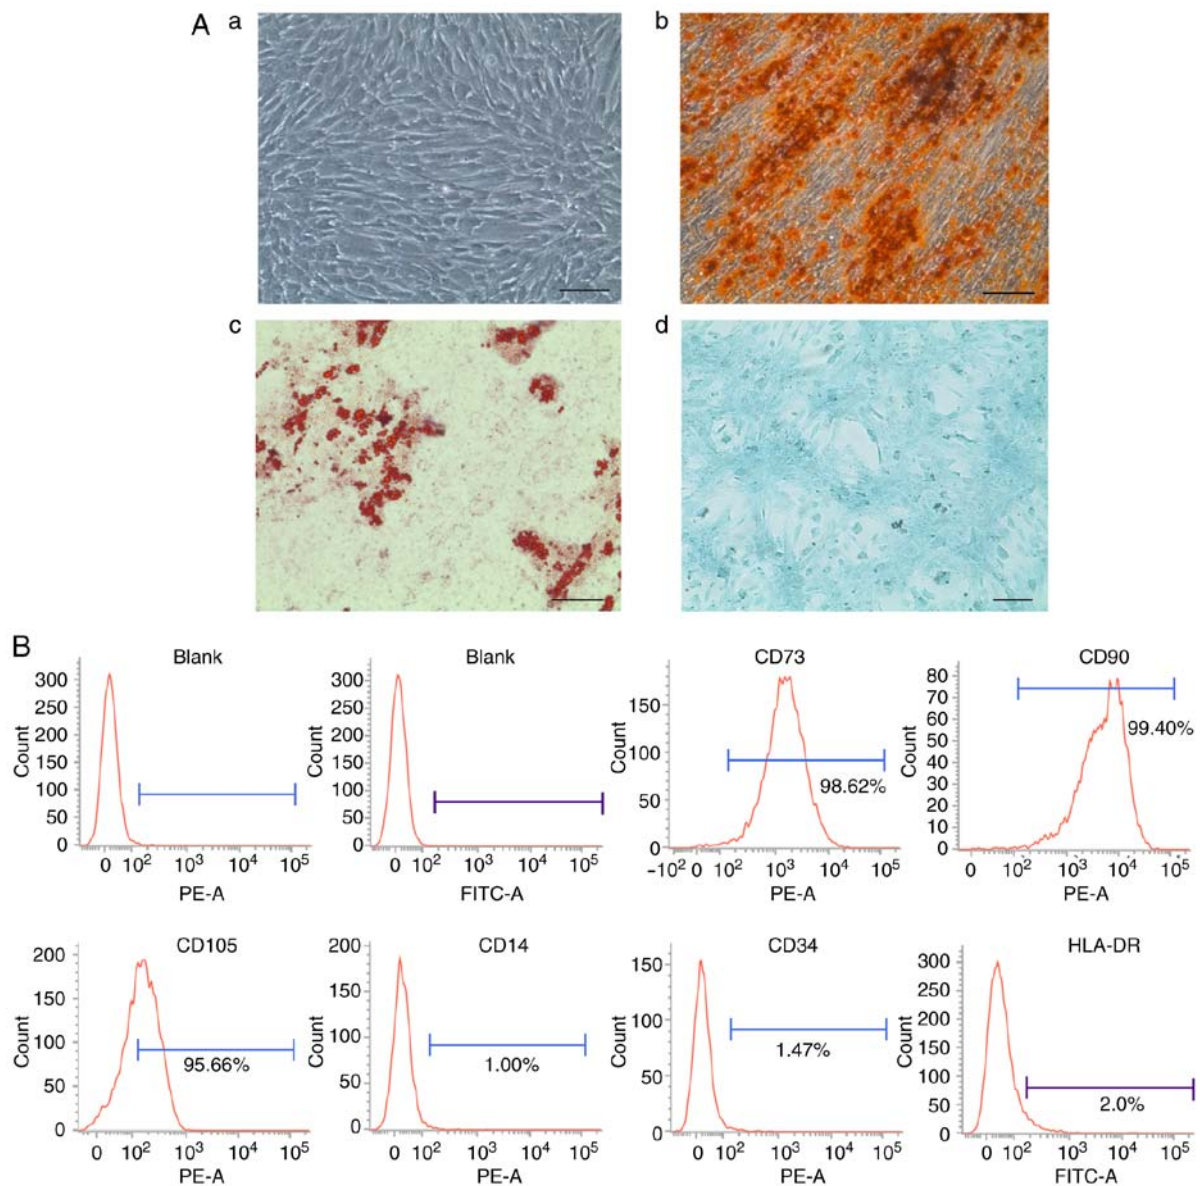 A a b
c d
B
Blank Blank CD73 CD90
Count 300 250 200 150 100 50 0
0 10² 10³ 10⁴ 10⁵
PE-A
Count 300 250 200 150 100 50 0
0 10² 10³ 10⁴ 10⁵
FITC-A
Count 150 100 50 0
98.62%
−10² 0 10² 10³ 10⁴ 10⁵
PE-A
Count 80 70 60 50 40 30 20 10 0
99.40%
0 10² 10³ 10⁴ 10⁵
PE-A
CD105 CD14 CD34 HLA-DR
Count 200 150 100 50 0
95.66%
0 10² 10³ 10⁴ 10⁵
PE-A
Count 200 150 100 50 0
1.00%
0 10² 10³ 10⁴ 10⁵
PE-A
Count 150 100 50 0
1.47%
0 10² 10³ 10⁴ 10⁵
PE-A
Count 300 250 200 150 100 50 0
2.0%
0 10² 10³ 10⁴ 10⁵
FITC-A